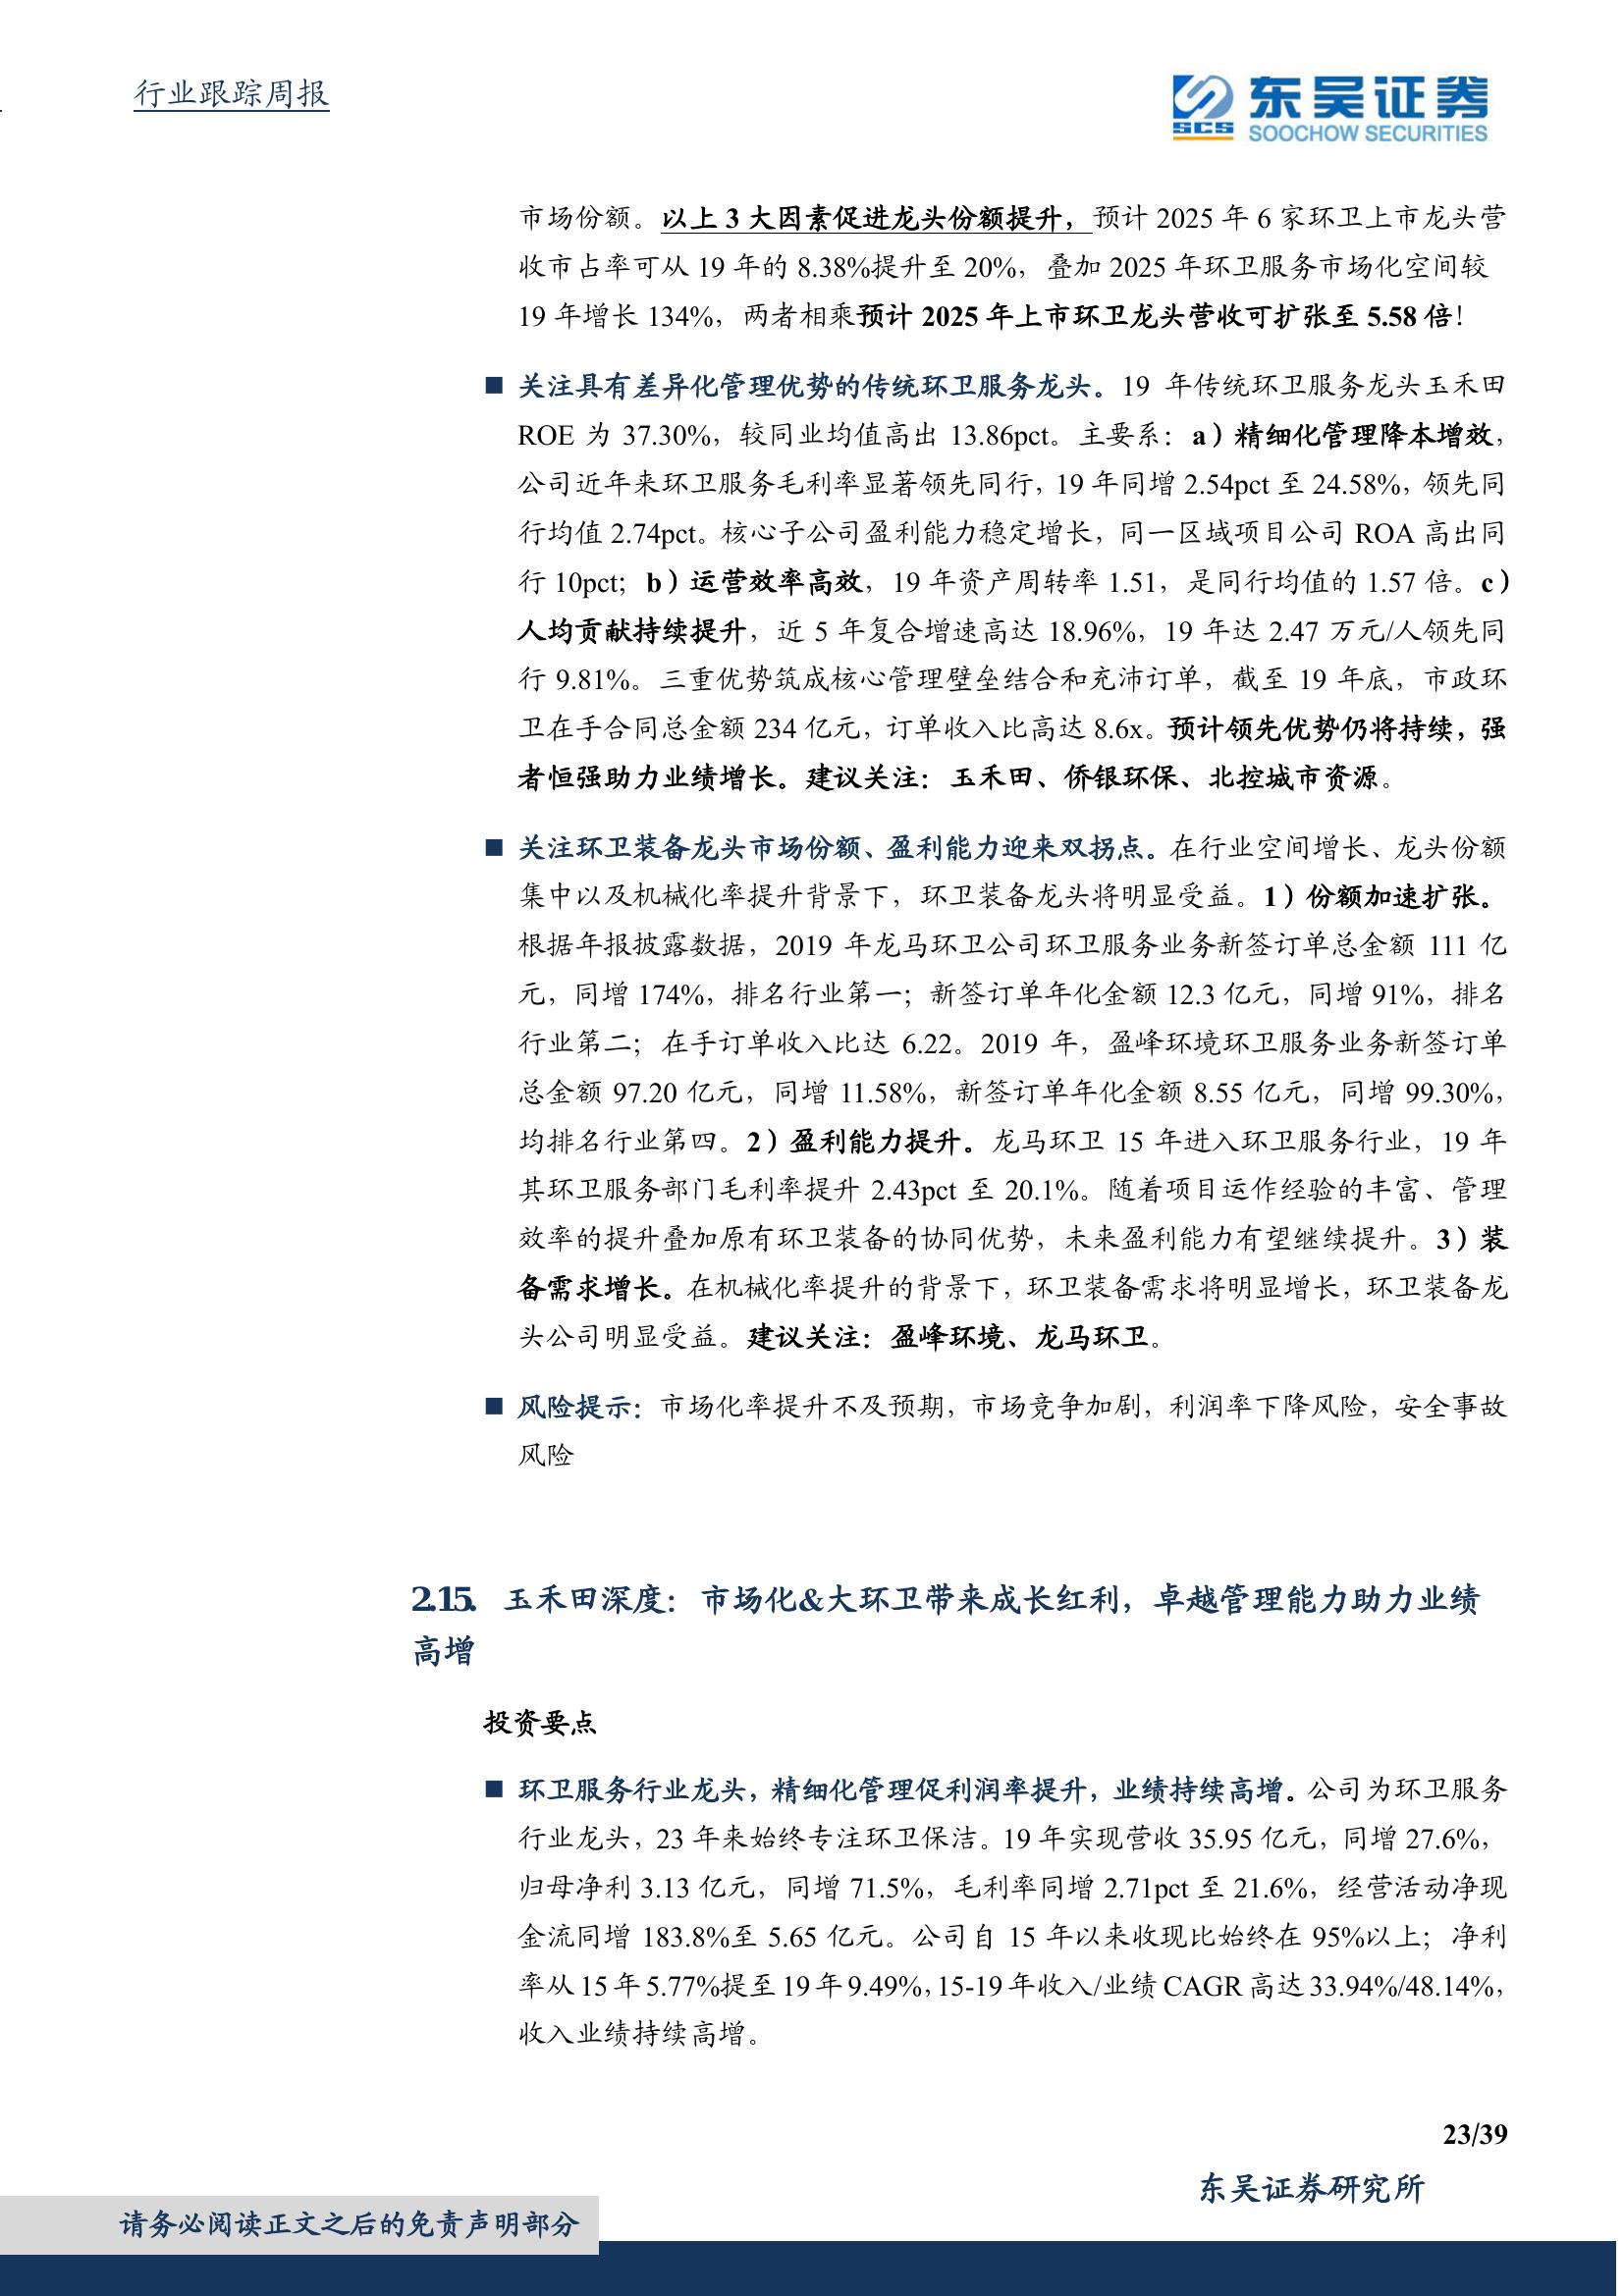 行业跟踪周报
SCS
东吴证券
SOOCHOW SECURITIES
市场份额。以上 3 大因素促进龙头份额提升，预计 2025 年 6 家环卫上市龙头营
收市占率可从 19 年的 8.38%提升至 20%，叠加 2025 年环卫服务市场化空间较
19 年增长 134%，两者相乘预计 2025 年上市环卫龙头营收可扩张至 5.58 倍！
■ 关注具有差异化管理优势的传统环卫服务龙头。19 年传统环卫服务龙头玉禾田
ROE 为 37.30%，较同业均值高出 13.86pct。主要系：a）精细化管理降本增效，
公司近年来环卫服务毛利率显著领先同行，19 年同增 2.54pct 至 24.58%，领先同
行均值 2.74pct。核心子公司盈利能力稳定增长，同一区域项目公司 ROA 高出同
行 10pct；b）运营效率高效，19 年资产周转率 1.51，是同行均值的 1.57 倍。c）
人均贡献持续提升，近 5 年复合增速高达 18.96%，19 年达 2.47 万元/人领先同
行 9.81%。三重优势筑成核心管理壁垒结合和充沛订单，截至 19 年底，市政环
卫在手合同总金额 234 亿元，订单收入比高达 8.6x。预计领先优势仍将持续，强
者恒强助力业绩增长。建议关注：玉禾田、侨银环保、北控城市资源。
■ 关注环卫装备龙头市场份额、盈利能力迎来双拐点。在行业空间增长、龙头份额
集中以及机械化率提升背景下，环卫装备龙头将明显受益。1）份额加速扩张。
根据年报披露数据，2019 年龙马环卫公司环卫服务业务新签订单总金额 111 亿
元，同增 174%，排名行业第一；新签订单年化金额 12.3 亿元，同增 91%，排名
行业第二；在手订单收入比达 6.22。2019 年，盈峰环境环卫服务业务新签订单
总金额 97.20 亿元，同增 11.58%，新签订单年化金额 8.55 亿元，同增 99.30%，
均排名行业第四。2）盈利能力提升。龙马环卫 15 年进入环卫服务行业，19 年
其环卫服务部门毛利率提升 2.43pct 至 20.1%。随着项目运作经验的丰富、管理
效率的提升叠加原有环卫装备的协同优势，未来盈利能力有望继续提升。3）装
备需求增长。在机械化率提升的背景下，环卫装备需求将明显增长，环卫装备龙
头公司明显受益。建议关注：盈峰环境、龙马环卫。
■ 风险提示：市场化率提升不及预期，市场竞争加剧，利润率下降风险，安全事故
风险
2.15. 玉禾田深度：市场化&大环卫带来成长红利，卓越管理能力助力业绩
高增
投资要点
■ 环卫服务行业龙头，精细化管理促利润率提升，业绩持续高增。公司为环卫服务
行业龙头，23 年来始终专注环卫保洁。19 年实现营收 35.95 亿元，同增 27.6%，
归母净利 3.13 亿元，同增 71.5%，毛利率同增 2.71pct 至 21.6%，经营活动净现
金流同增 183.8%至 5.65 亿元。公司自 15 年以来收现比始终在 95%以上；净利
率从 15 年 5.77%提至 19 年 9.49%，15-19 年收入/业绩 CAGR 高达 33.94%/48.14%，
收入业绩持续高增。
23/39
东吴证券研究所
请务必阅读正文之后的免责声明部分